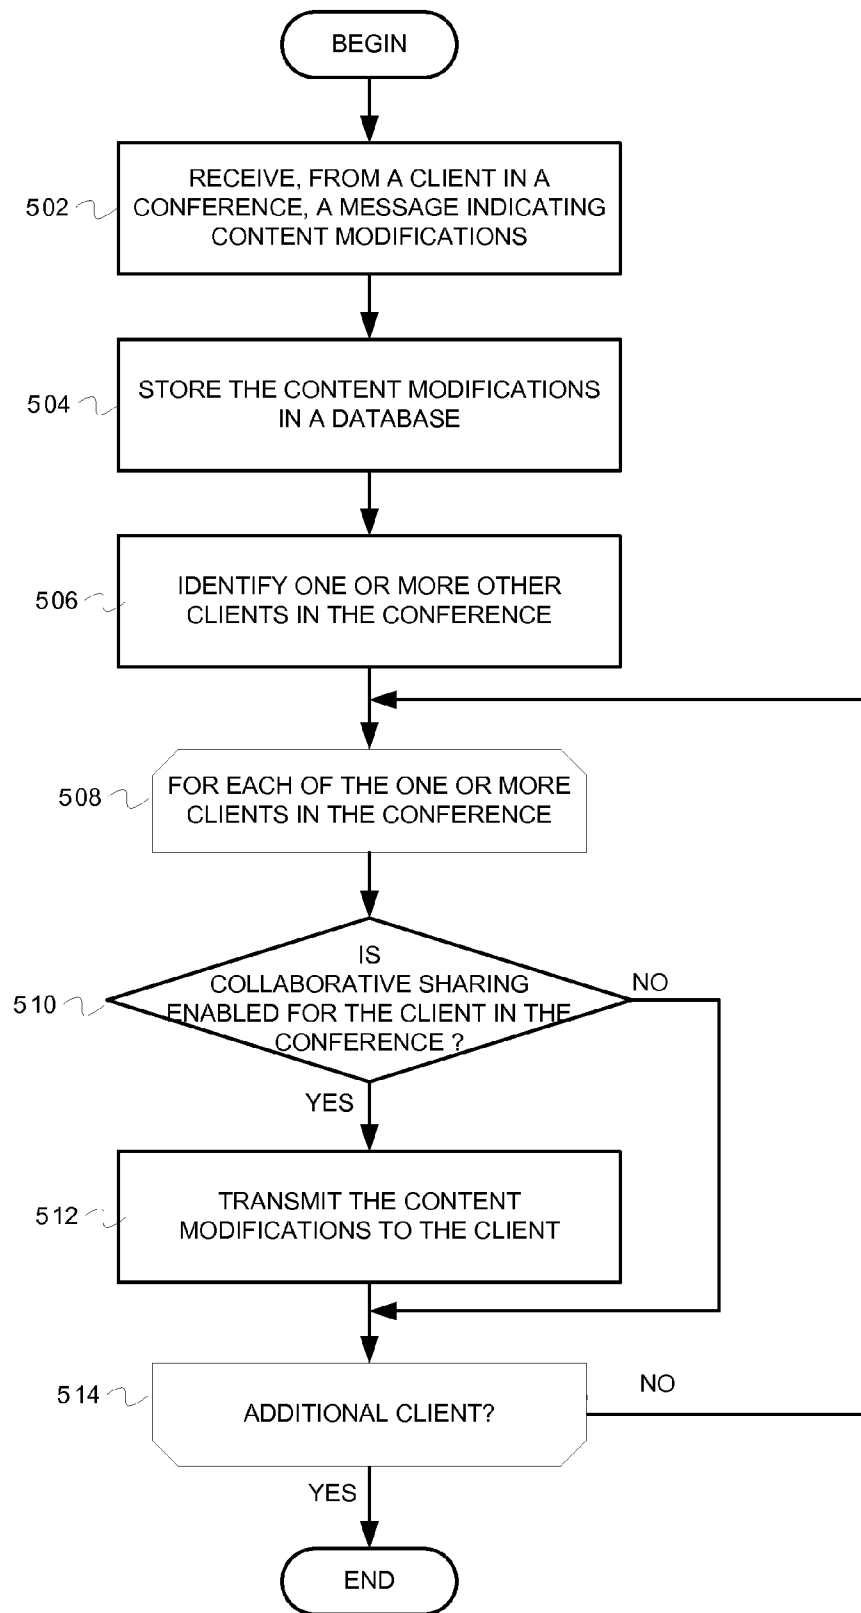 BEGIN
502
RECEIVE, FROM A CLIENT IN A
CONFERENCE, A MESSAGE INDICATING
CONTENT MODIFICATIONS
504
STORE THE CONTENT MODIFICATIONS
IN A DATABASE
506
IDENTIFY ONE OR MORE OTHER
CLIENTS IN THE CONFERENCE
508
FOR EACH OF THE ONE OR MORE
CLIENTS IN THE CONFERENCE
510
IS
COLLABORATIVE SHARING
ENABLED FOR THE CLIENT IN THE
CONFERENCE ?
NO
YES
512
TRANSMIT THE CONTENT
MODIFICATIONS TO THE CLIENT
514
ADDITIONAL CLIENT?
NO
YES
END